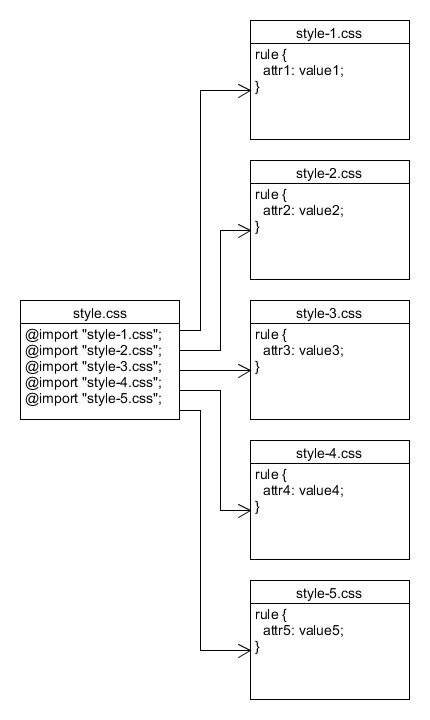 style-1.css
rule {
  attr1: value1;
}
style-2.css
rule {
  attr2: value2;
}
style.css
@import "style-1.css";
@import "style-2.css";
@import "style-3.css";
@import "style-4.css";
@import "style-5.css";
style-3.css
rule {
  attr3: value3;
}
style-4.css
rule {
  attr4: value4;
}
style-5.css
rule {
  attr5: value5;
}